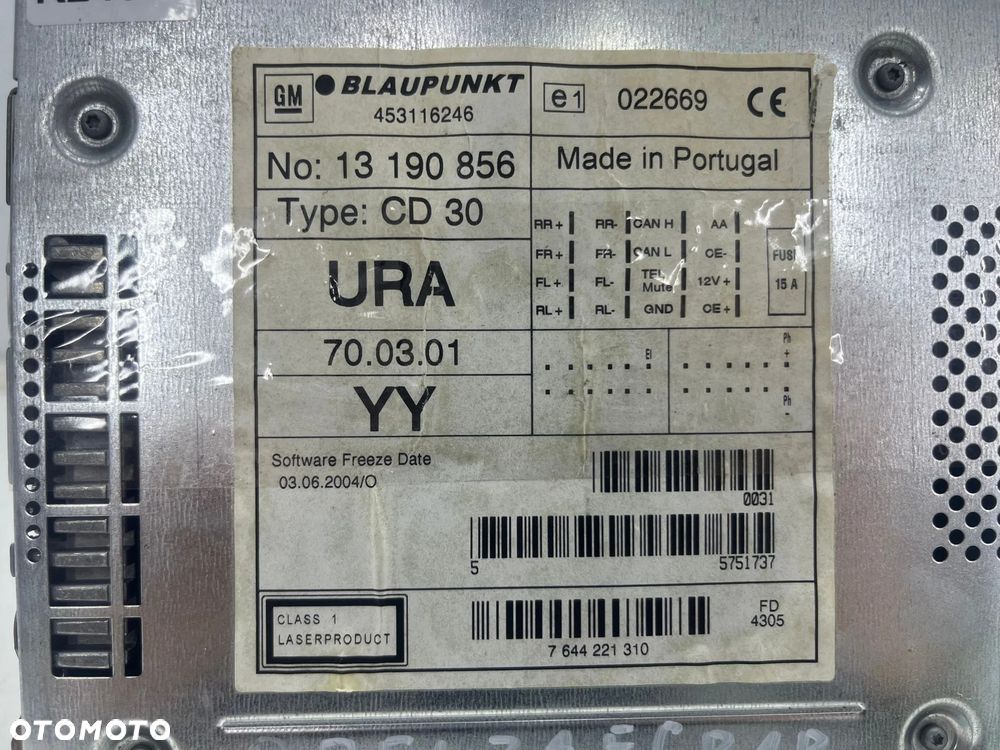 GM BLAUPUNKT
453116246
e1 022669 CE
No: 13 190 856
Made in Portugal
Type: CD 30
URA
70.03.01
YY
RR+ RR- CAN H AA
FR+ FR- CAN L CE-
FL+ FL- TEL Mute 12V+
RL+ RL- GND CE+
FUSE
15 A
EI
Ph
+
Ph
-
Software Freeze Date
03.06.2004/O
0031
5 5751737
CLASS 1
LASERPRODUCT
7 644 221 310
FD
4305
OTOMOTO